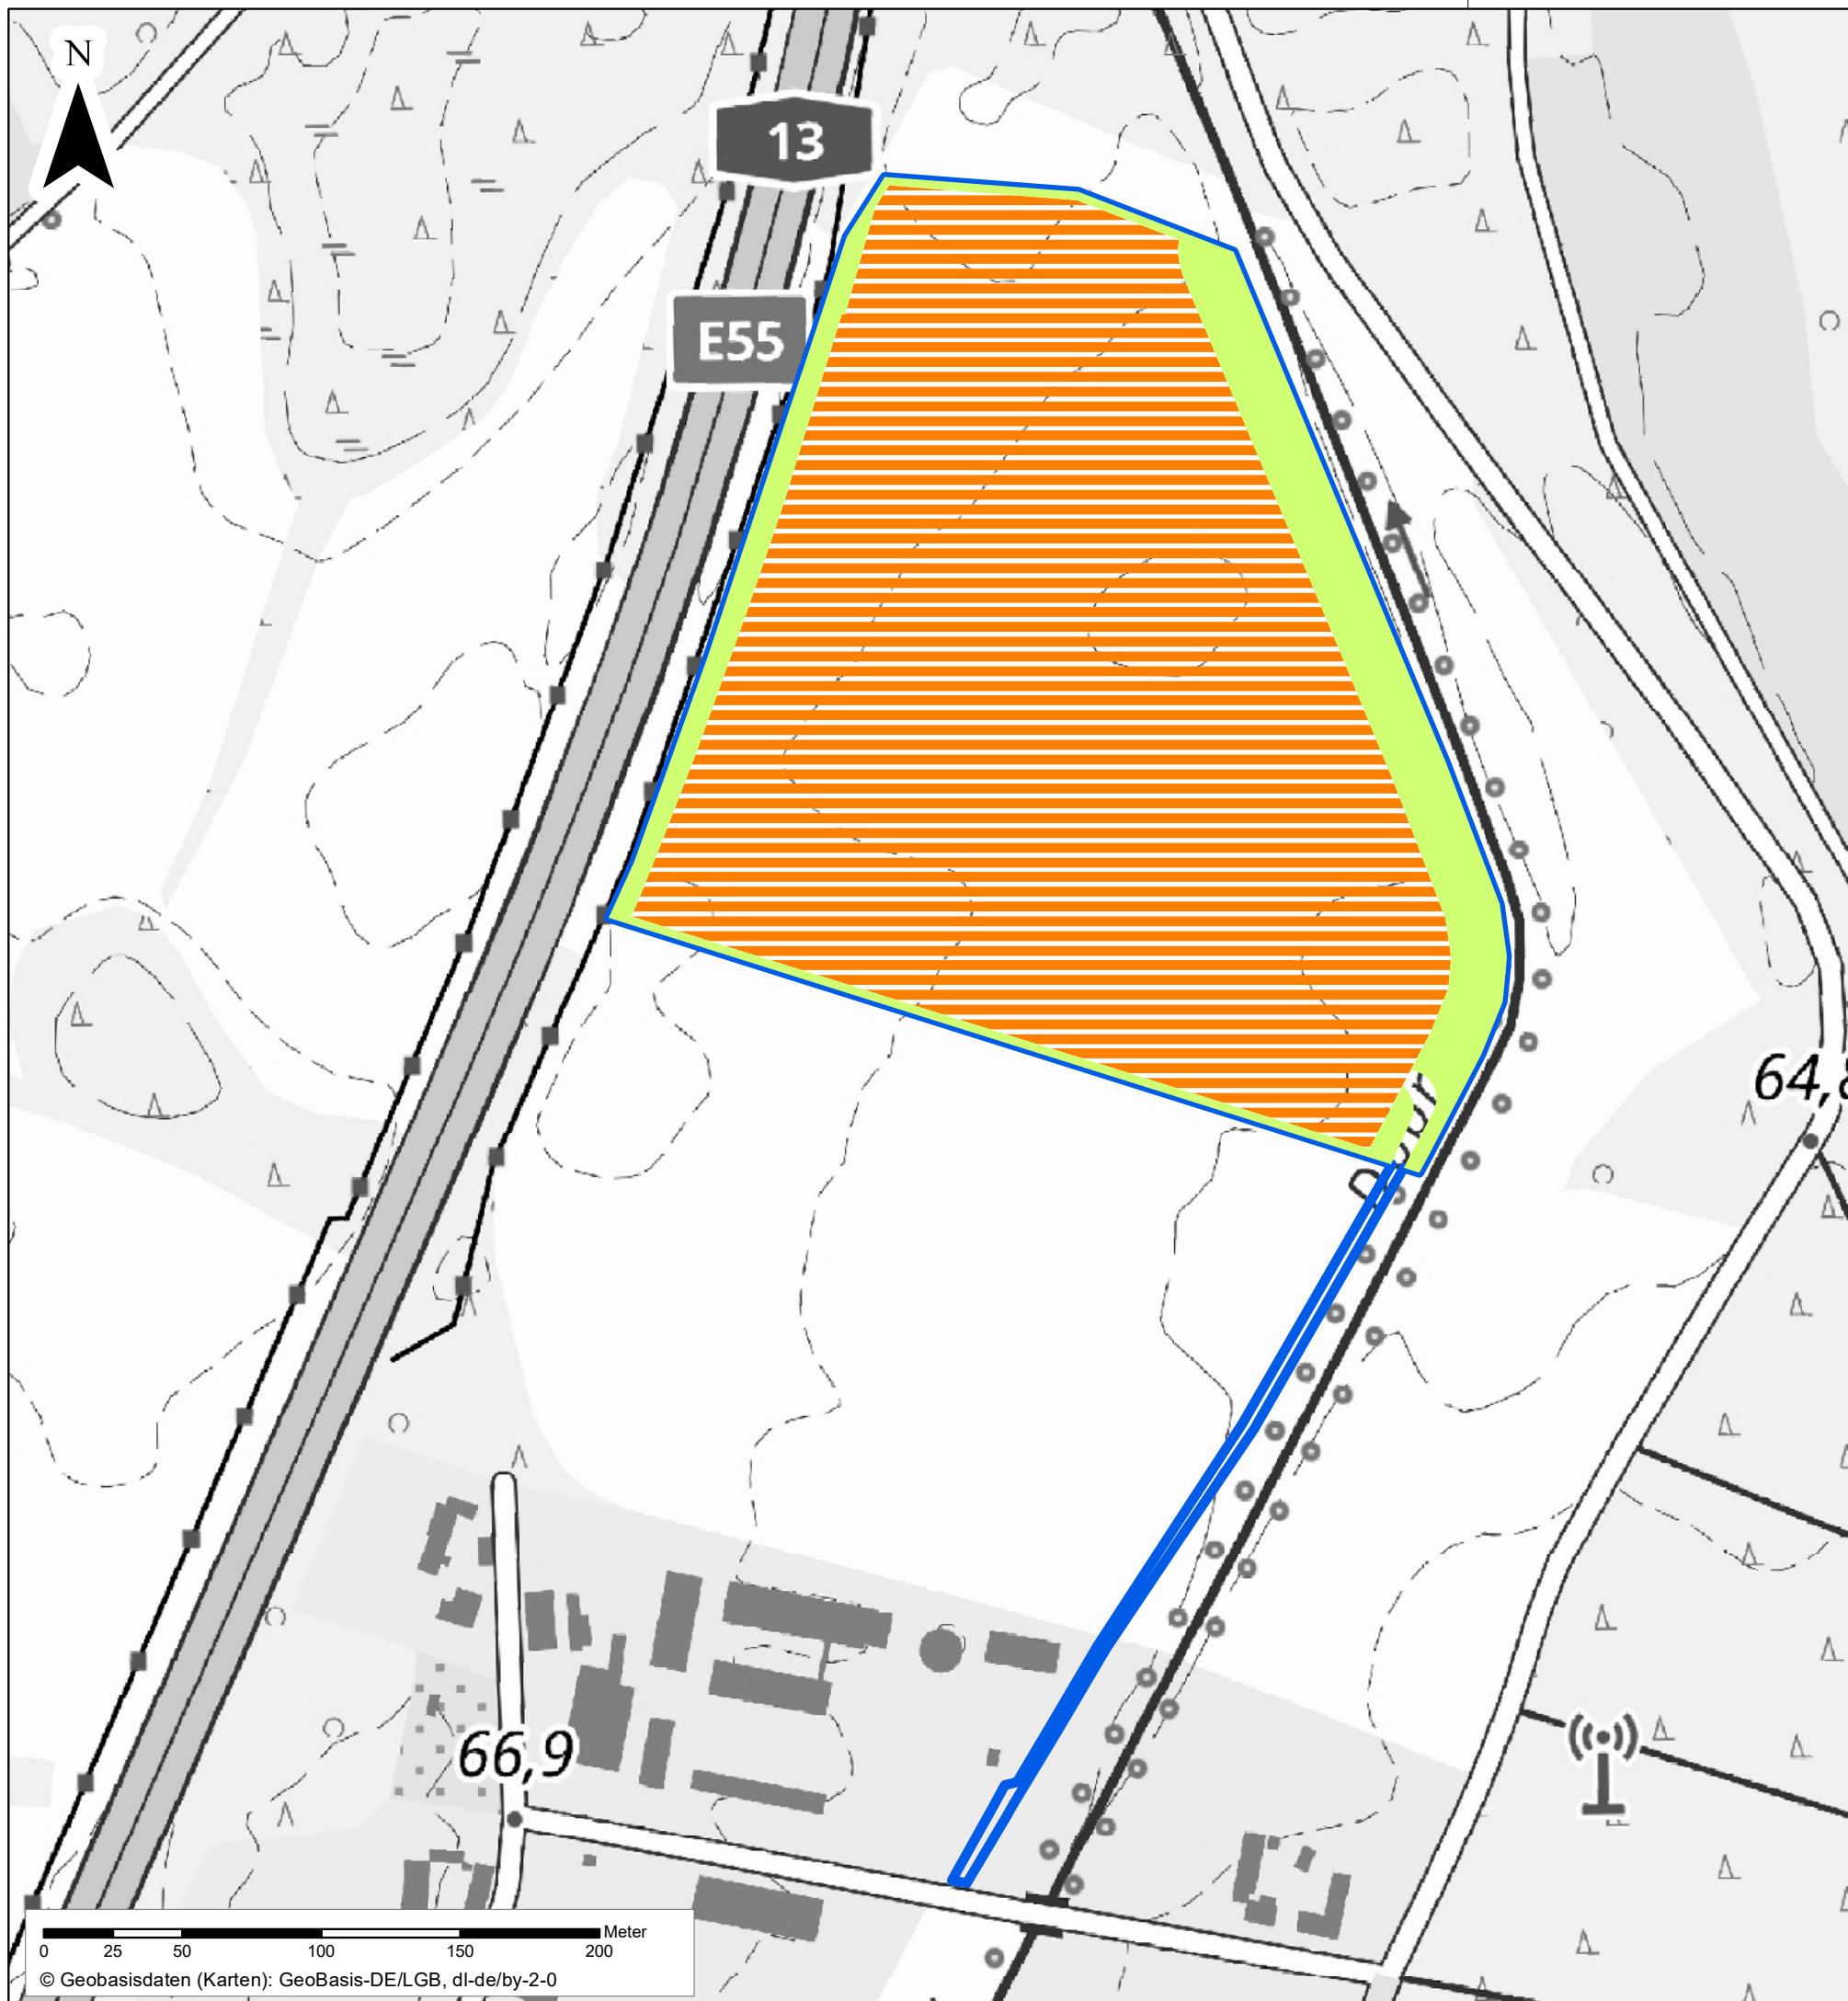 N
13
E55
64,8
66,9
Meter
0 25 50 100 150 200
© Geobasisdaten (Karten): GeoBasis-DE/LGB, dl-de/by-2-0